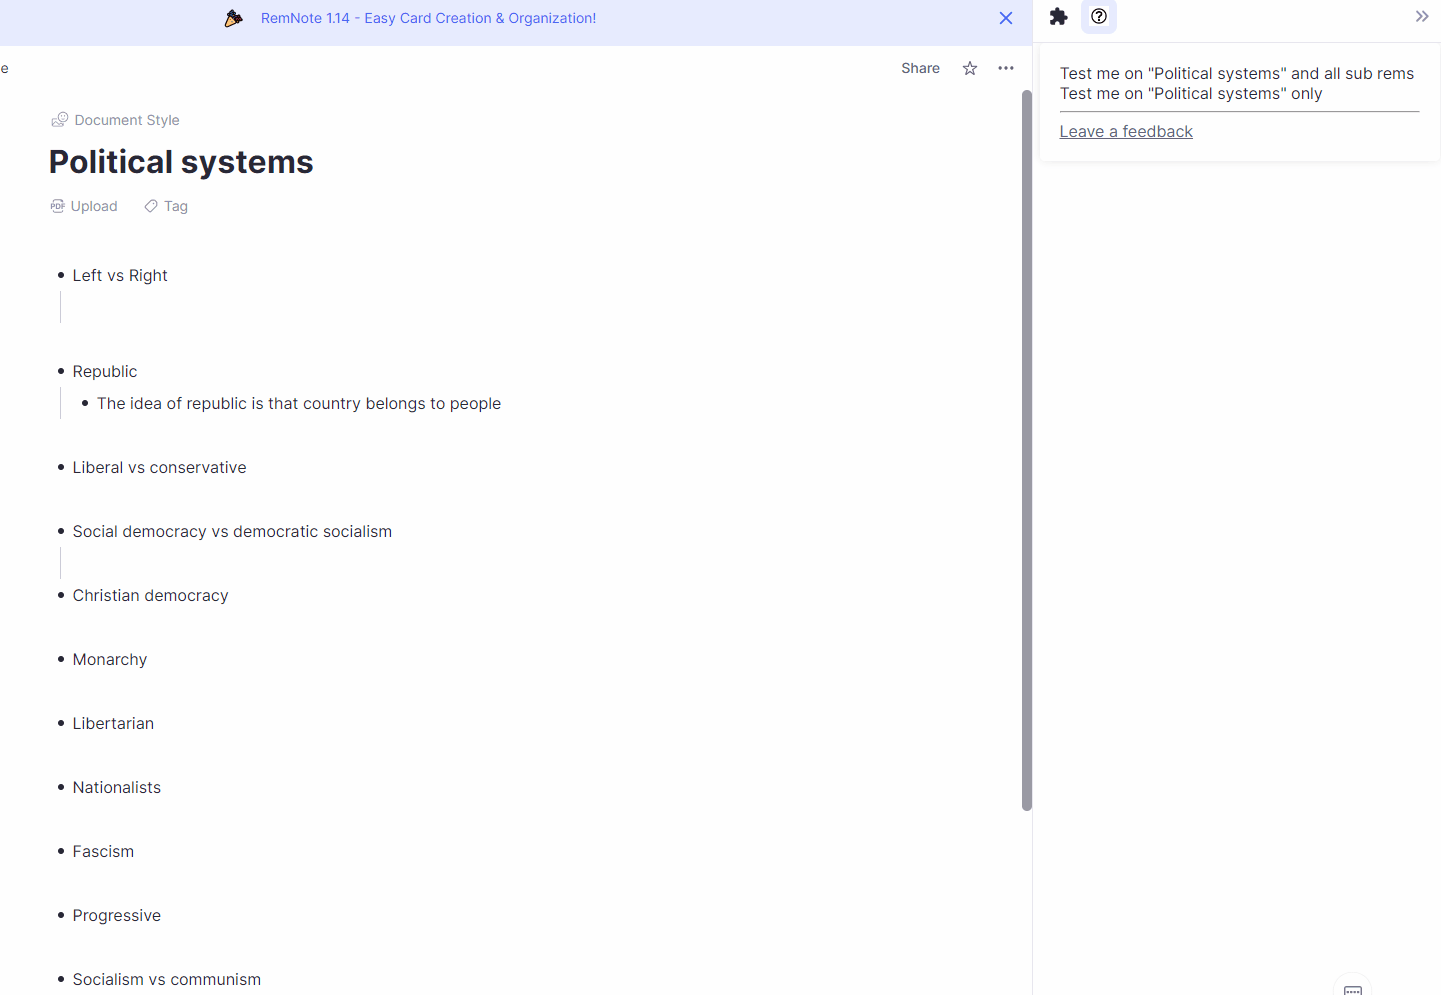 RemNote 1.14 - Easy Card Creation & Organization!
e
Share
Document Style
Political systems
PDF Upload
Tag
Left vs Right
Republic
The idea of republic is that country belongs to people
Liberal vs conservative
Social democracy vs democratic socialism
Christian democracy
Monarchy
Libertarian
Nationalists
Fascism
Progressive
Socialism vs communism
Test me on "Political systems" and all sub rems
Test me on "Political systems" only
Leave a feedback